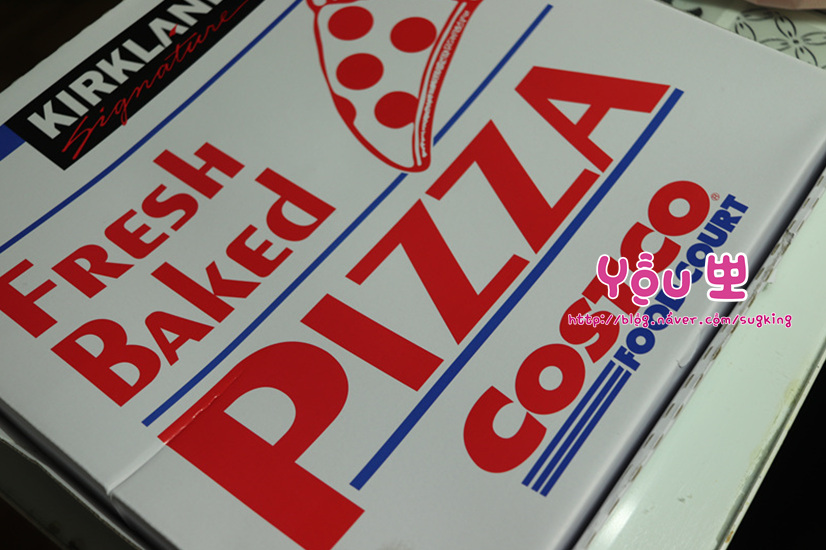 KIRKLAND
Signature
FRESH
BAKED
PIZZA
COSTCO®
FOOD COURT
You 뽀
http://blog.naver.com/sugking